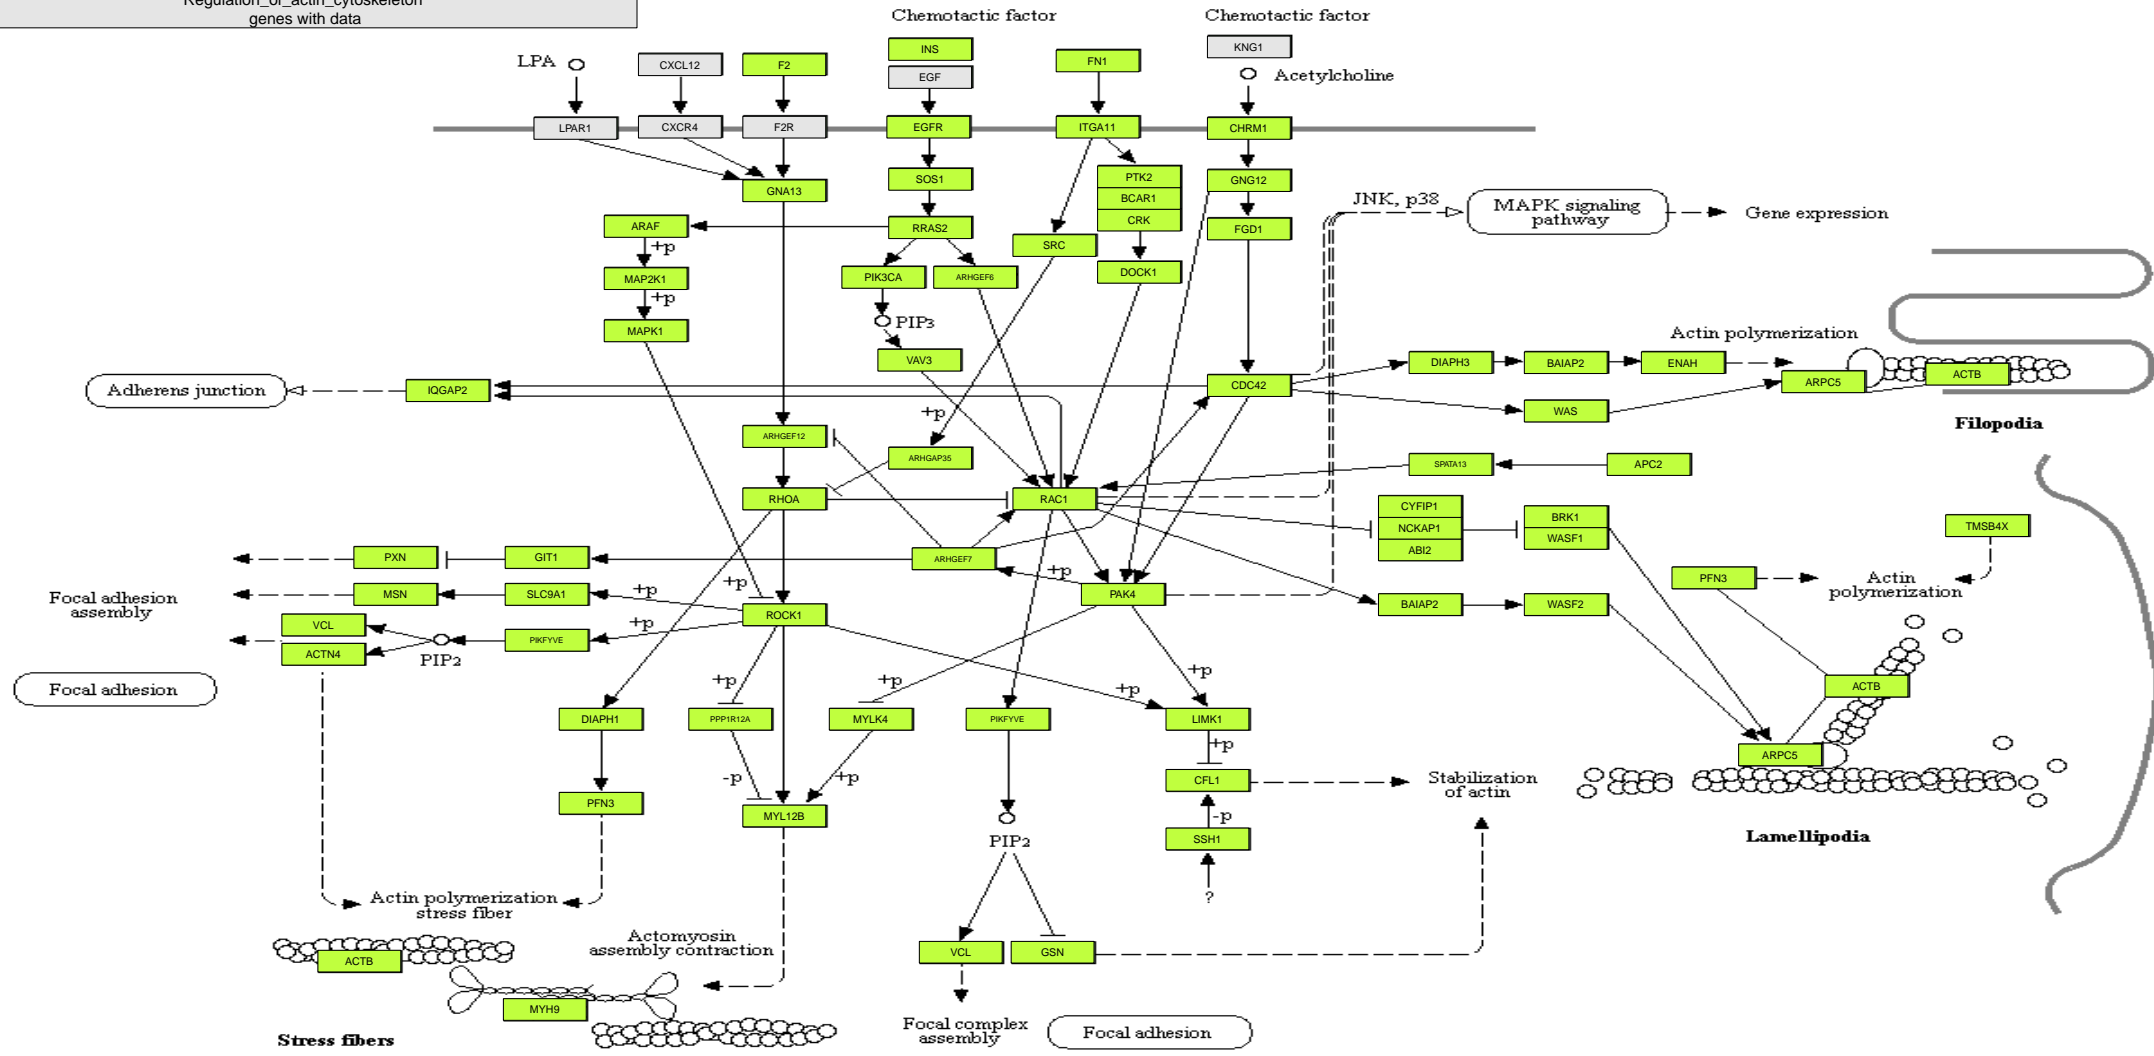 Regulation_of_actin_cytoskeleton
genes with data
Chemotactic factor
Chemotactic factor
INS
KNG1
LPA
CXCL12
F2
EGF
FN1
Acetylcholine
LPAR1
CXCR4
F2R
EGFR
ITGA11
CHRM1
GNA13
SOS1
PTK2
BCAR1
CRK
GNG12
JNK, p38
MAPK signaling
pathway
Gene expression
ARAF
RRAS2
SRC
FGD1
+p
MAP2K1
PIK3CA
ARHGEF6
DOCK1
+p
MAPK1
PIP3
VAV3
Actin polymerization
DIAPH3
BAIAP2
ENAH
ARPC5
ACTB
Adherens junction
IQGAP2
CDC42
WAS
Filopodia
+p
ARHGEF12
ARHGAP35
SPATA13
APC2
RHOA
RAC1
CYFIP1
NCKAP1
ABI2
BRK1
WASF1
TMSB4X
PXN
GIT1
ARHGEF7
+p
PFN3
Actin
polymerization
Focal adhesion
assembly
MSN
SLC9A1
+p
+p
PAK4
BAIAP2
WASF2
VCL
ACTN4
PIP2
PIKFYVE
+p
ROCK1
Focal adhesion
+p
+p
+p
+p
ACTB
DIAPH1
PPP1R12A
MYLK4
PIKFYVE
LIMK1
+p
ARPC5
-p
+p
CFL1
Stabilization
of actin
PFN3
MYL12B
-p
PIP2
SSH1
Lamellipodia
?
Actin polymerization
stress fiber
Actomyosin
assembly contraction
VCL
GSN
ACTB
MYH9
Focal complex
assembly
Focal adhesion
Stress fibers